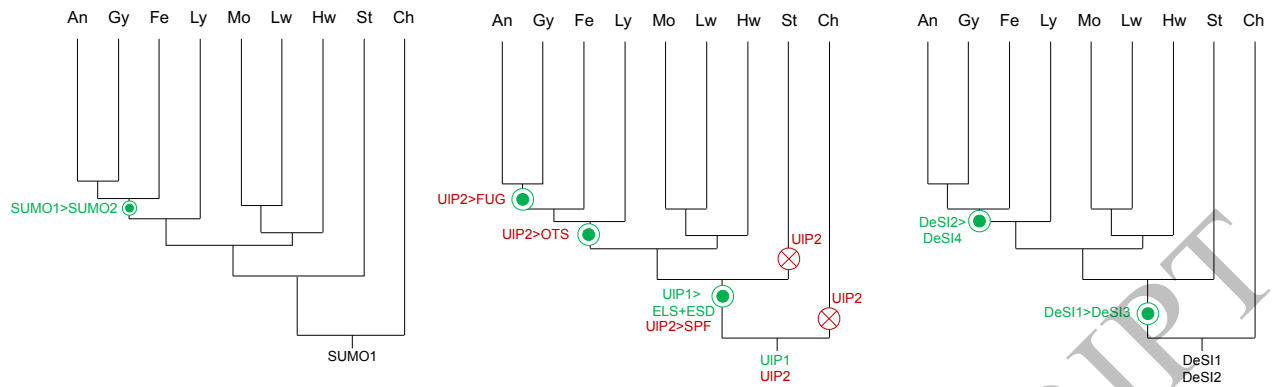 An Gy Fe Ly Mo Lw Hw St Ch
SUMO1>SUMO2
SUMO1
An Gy Fe Ly Mo Lw Hw St Ch
UIP2>FUG
UIP2>OTS
UIP2
UIP1>
ELS+ESD
UIP2>SPF
UIP2
UIP1
UIP2
An Gy Fe Ly Mo Lw Hw St Ch
DeSI2>
DeSI4
DeSI1>DeSI3
DeSI1
DeSI2
IPT